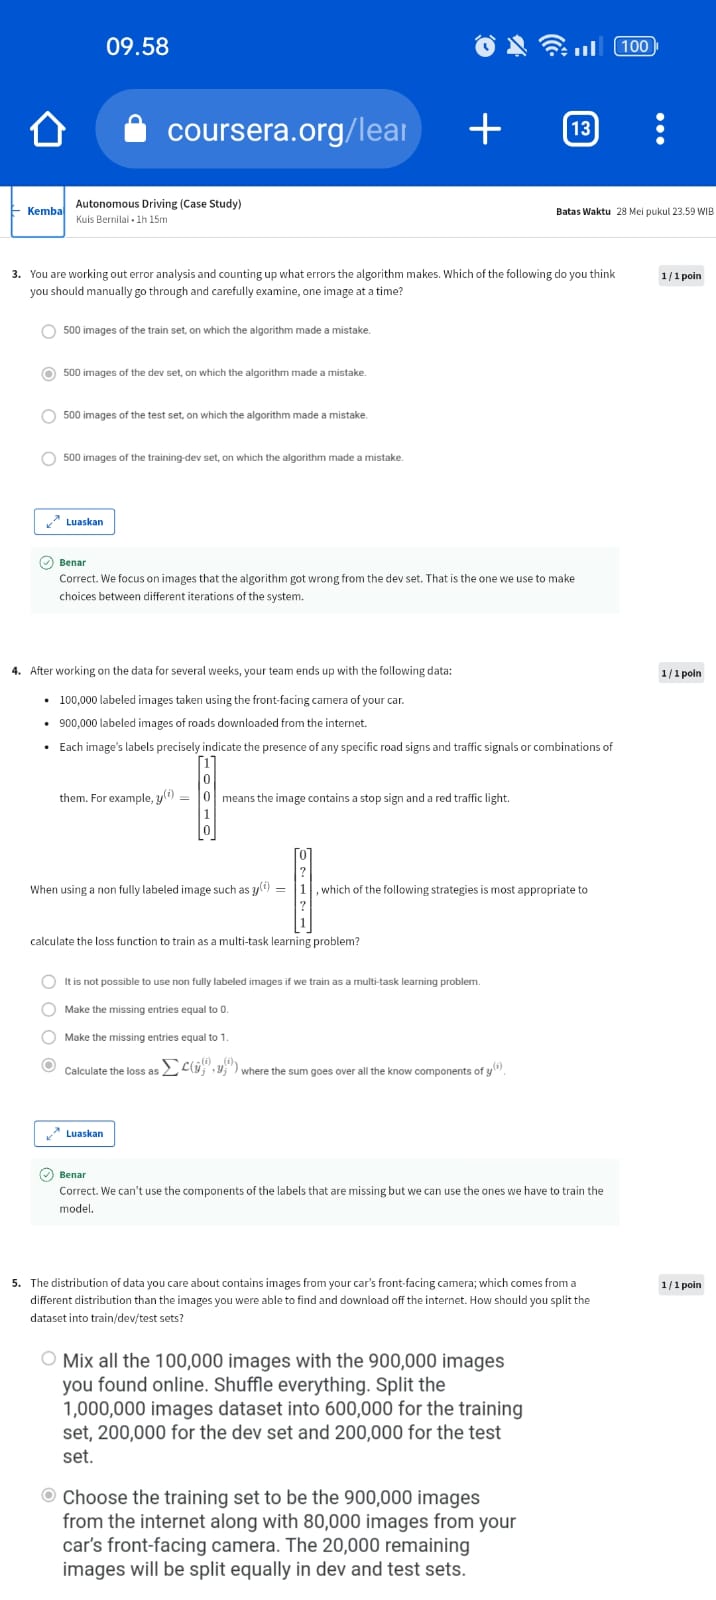 09.58
100
coursera.org/lear
13
Kemba
Autonomous Driving (Case Study)
Kuis Bernilai • 1h 15m
Batas Waktu 28 Mei pukul 23.59 WIB
3. You are working out error analysis and counting up what errors the algorithm makes. Which of the following do you think
you should manually go through and carefully examine, one image at a time?
1 / 1 poin
500 images of the train set, on which the algorithm made a mistake.
500 images of the dev set, on which the algorithm made a mistake.
500 images of the test set, on which the algorithm made a mistake.
500 images of the training-dev set, on which the algorithm made a mistake.
Luaskan
Benar
Correct. We focus on images that the algorithm got wrong from the dev set. That is the one we use to make
choices between different iterations of the system.
4. After working on the data for several weeks, your team ends up with the following data:
1 / 1 poin
• 100,000 labeled images taken using the front-facing camera of your car.
• 900,000 labeled images of roads downloaded from the internet.
• Each image's labels precisely indicate the presence of any specific road signs and traffic signals or combinations of
them. For example, y^(i) = [1 0 0 1 0] means the image contains a stop sign and a red traffic light.
When using a non fully labeled image such as y^(i) = [0 ? 1 ? 1], which of the following strategies is most appropriate to
calculate the loss function to train as a multi-task learning problem?
It is not possible to use non fully labeled images if we train as a multi-task learning problem.
Make the missing entries equal to 0.
Make the missing entries equal to 1.
Calculate the loss as ∑ ℒ(ŷ_j^(i), y_j^(i)) where the sum goes over all the know components of y^(i).
Luaskan
Benar
Correct. We can't use the components of the labels that are missing but we can use the ones we have to train the
model.
5. The distribution of data you care about contains images from your car's front-facing camera; which comes from a
different distribution than the images you were able to find and download off the internet. How should you split the
dataset into train/dev/test sets?
1 / 1 poin
Mix all the 100,000 images with the 900,000 images
you found online. Shuffle everything. Split the
1,000,000 images dataset into 600,000 for the training
set, 200,000 for the dev set and 200,000 for the test
set.
Choose the training set to be the 900,000 images
from the internet along with 80,000 images from your
car's front-facing camera. The 20,000 remaining
images will be split equally in dev and test sets.